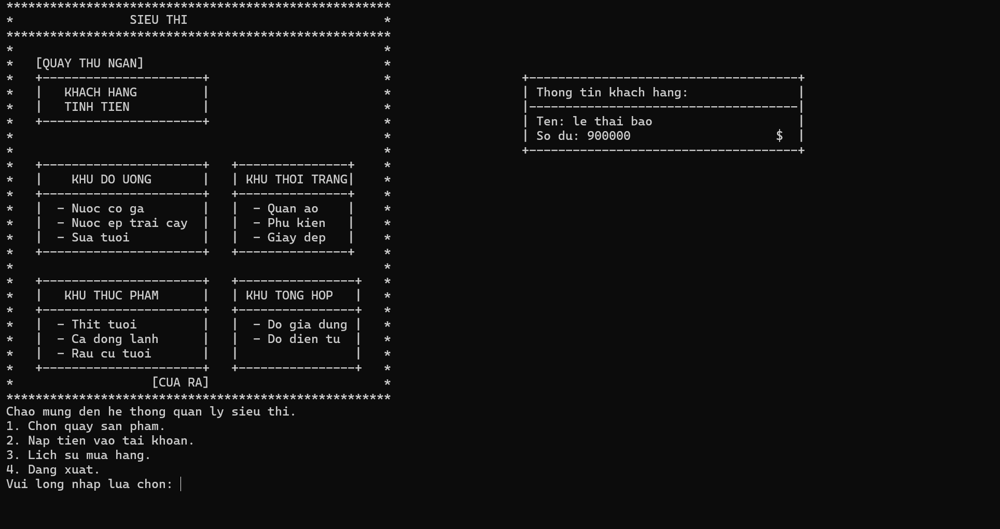 *****************************************************
*                SIEU THI                           *
*****************************************************
*                                                   *
*   [QUAY THU NGAN]                                 *
*   +----------------------+                        *
*   |   KHACH HANG         |                        *
*   |   TINH TIEN          |                        *
*   +----------------------+                        *
*                                                   *
*                                                   *
*   +----------------------+   +---------------+    *
*   |    KHU DO UONG       |   | KHU THOI TRANG|    *
*   +----------------------+   +---------------+    *
*   |  - Nuoc co ga        |   |  - Quan ao    |    *
*   |  - Nuoc ep trai cay  |   |  - Phu kien   |    *
*   |  - Sua tuoi          |   |  - Giay dep   |    *
*   +----------------------+   +---------------+    *
*                                                   *
*   +----------------------+   +----------------+   *
*   |   KHU THUC PHAM      |   | KHU TONG HOP   |   *
*   +----------------------+   +----------------+   *
*   |  - Thit tuoi         |   |  - Do gia dung |   *
*   |  - Ca dong lanh      |   |  - Do dien tu  |   *
*   |  - Rau cu tuoi       |   |                |   *
*   +----------------------+   +----------------+   *
*                   [CUA RA]                        *
*****************************************************
Chao mung den he thong quan ly sieu thi.
1. Chon quay san pham.
2. Nap tien vao tai khoan.
3. Lich su mua hang.
4. Dang xuat.
Vui long nhap lua chon:
+-------------------------------------+
| Thong tin khach hang:               |
|-------------------------------------|
| Ten: le thai bao                    |
| So du: 900000                    $  |
+-------------------------------------+